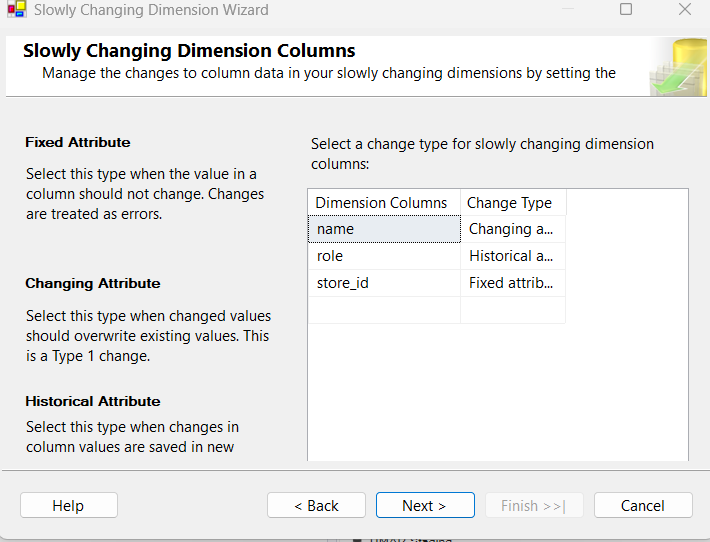 Slowly Changing Dimension Wizard
Slowly Changing Dimension Columns
Manage the changes to column data in your slowly changing dimensions by setting the
Fixed Attribute
Select this type when the value in a
column should not change. Changes
are treated as errors.
Changing Attribute
Select this type when changed values
should overwrite existing values. This
is a Type 1 change.
Historical Attribute
Select this type when changes in
column values are saved in new
Select a change type for slowly changing dimension
columns:
Dimension Columns Change Type
name Changing a...
role Historical a...
store_id Fixed attrib...
Help < Back Next > Finish >>| Cancel